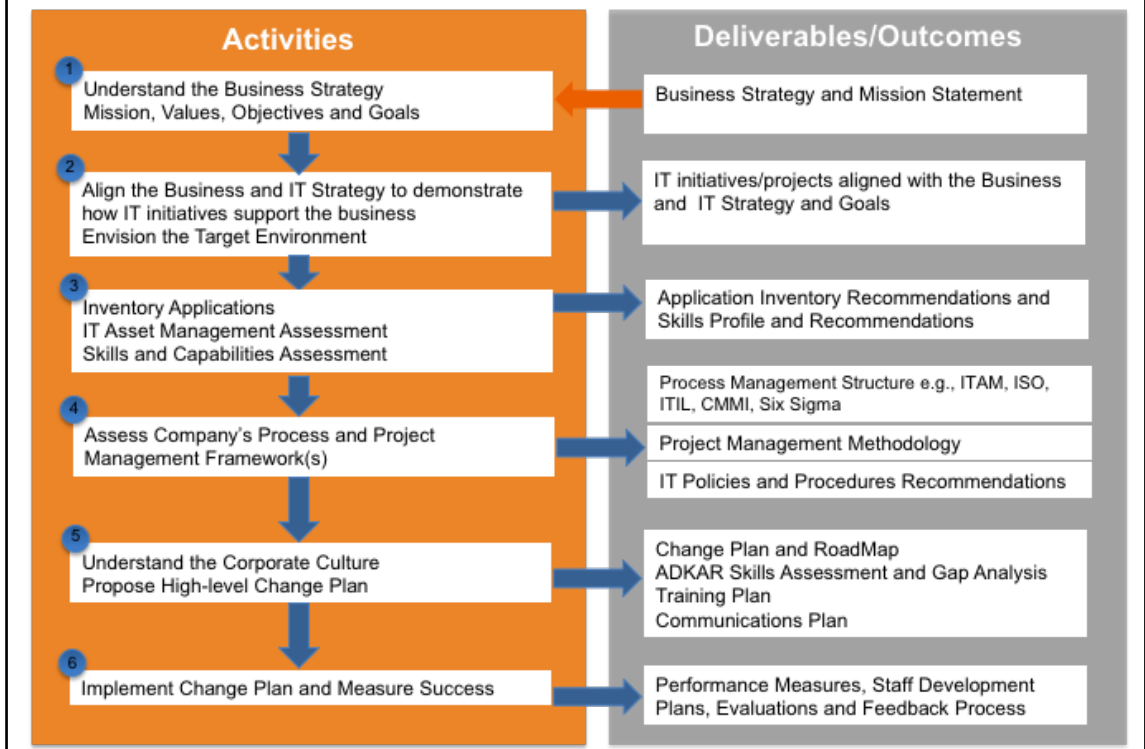 Activities
Deliverables/Outcomes
1
Understand the Business Strategy
Mission, Values, Objectives and Goals
Business Strategy and Mission Statement
2
Align the Business and IT Strategy to demonstrate
how IT initiatives support the business
Envision the Target Environment
IT initiatives/projects aligned with the Business
and IT Strategy and Goals
3
Inventory Applications
IT Asset Management Assessment
Skills and Capabilities Assessment
Application Inventory Recommendations and
Skills Profile and Recommendations
4
Assess Company's Process and Project
Management Framework(s)
Process Management Structure e.g., ITAM, ISO,
ITIL, CMMI, Six Sigma
Project Management Methodology
IT Policies and Procedures Recommendations
5
Understand the Corporate Culture
Propose High-level Change Plan
Change Plan and RoadMap
ADKAR Skills Assessment and Gap Analysis
Training Plan
Communications Plan
6
Implement Change Plan and Measure Success
Performance Measures, Staff Development
Plans, Evaluations and Feedback Process